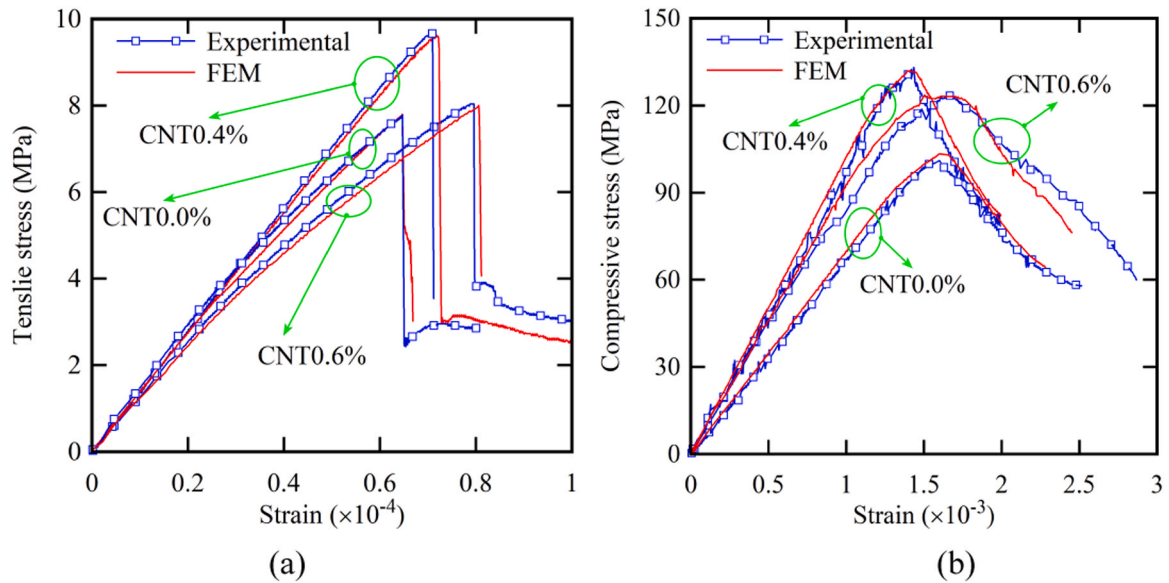 10
8
6
4
2
0
Tenslie stress (MPa)
Experimental
FEM
CNT0.4%
CNT0.0%
CNT0.6%
0 0.2 0.4 0.6 0.8 1
Strain (×10⁻⁴)
(a)
150
120
90
60
30
0
Compressive stress (MPa)
Experimental
FEM
CNT0.6%
CNT0.4%
CNT0.0%
0 0.5 1 1.5 2 2.5 3
Strain (×10⁻³)
(b)